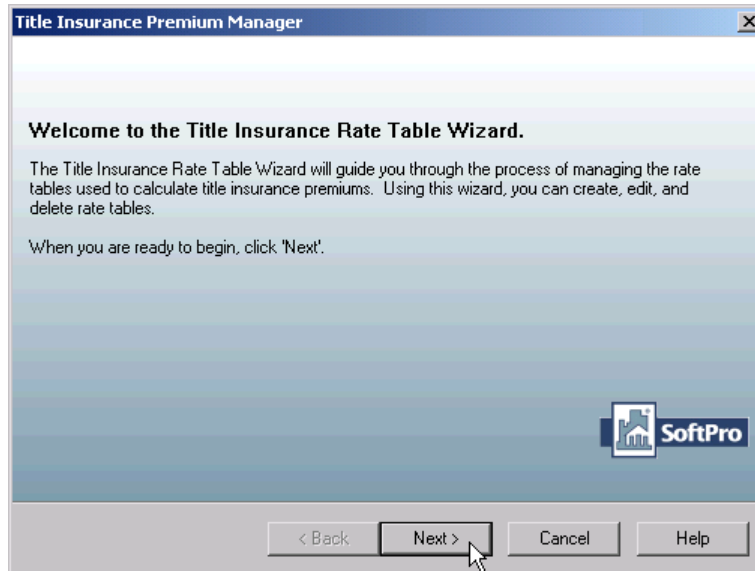 Title Insurance Premium Manager
Welcome to the Title Insurance Rate Table Wizard.
The Title Insurance Rate Table Wizard will guide you through the process of managing the rate
tables used to calculate title insurance premiums.  Using this wizard, you can create, edit, and
delete rate tables.
When you are ready to begin, click 'Next'.
SoftPro
< Back Next > Cancel Help